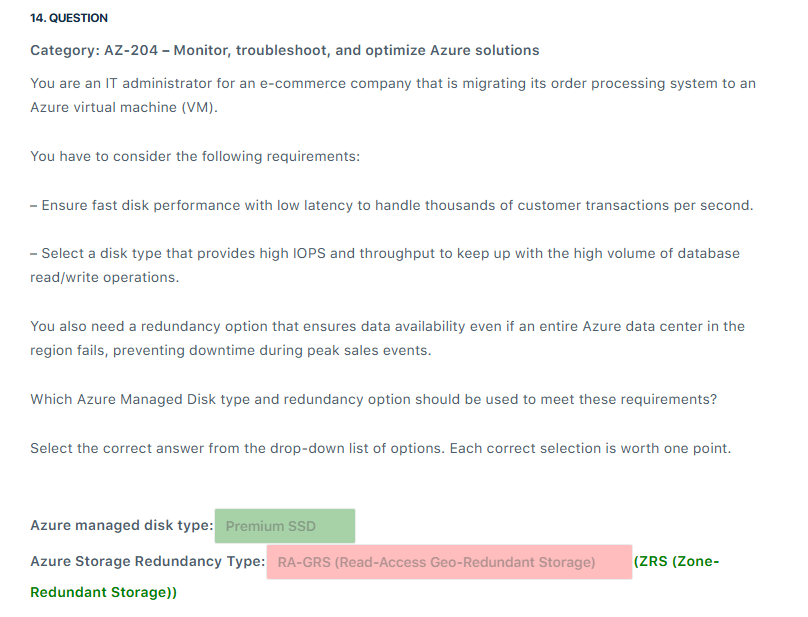 14. QUESTION
Category: AZ-204 – Monitor, troubleshoot, and optimize Azure solutions
You are an IT administrator for an e-commerce company that is migrating its order processing system to an
Azure virtual machine (VM).
You have to consider the following requirements:
– Ensure fast disk performance with low latency to handle thousands of customer transactions per second.
– Select a disk type that provides high IOPS and throughput to keep up with the high volume of database
read/write operations.
You also need a redundancy option that ensures data availability even if an entire Azure data center in the
region fails, preventing downtime during peak sales events.
Which Azure Managed Disk type and redundancy option should be used to meet these requirements?
Select the correct answer from the drop-down list of options. Each correct selection is worth one point.
Azure managed disk type: Premium SSD
Azure Storage Redundancy Type: RA-GRS (Read-Access Geo-Redundant Storage) (ZRS (Zone-
Redundant Storage))